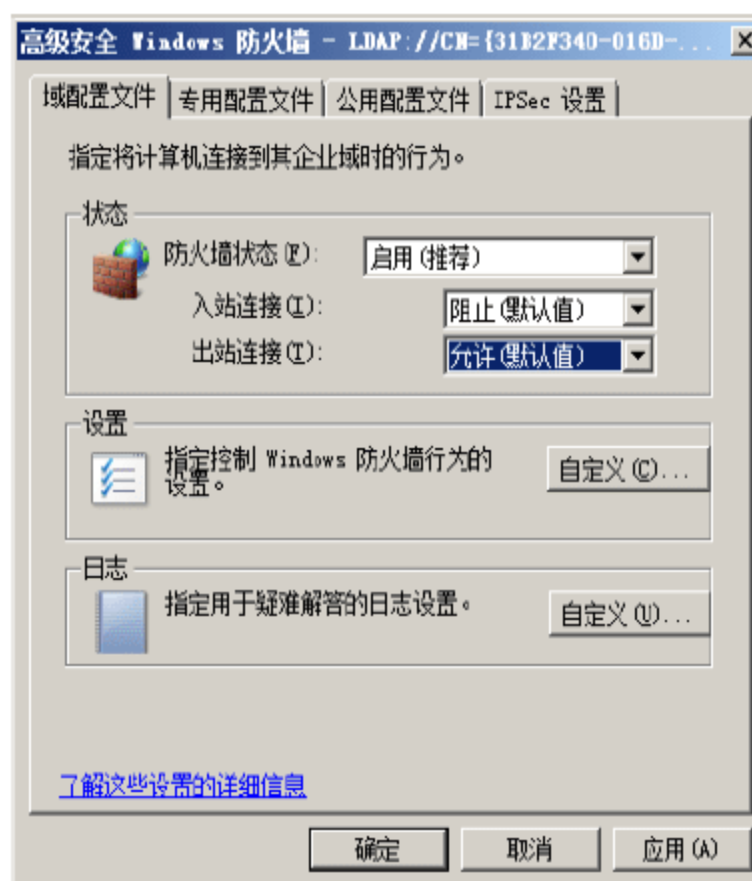 高级安全 Windows 防火墙 - LDAP://CN={31B2F340-016D-...
域配置文件 专用配置文件 公用配置文件 IPSec 设置
指定将计算机连接到其企业域时的行为。
状态
防火墙状态(F): 启用(推荐)
入站连接(I): 阻止(默认值)
出站连接(T): 允许(默认值)
设置
指定控制 Windows 防火墙行为的
设置。
自定义(C)...
日志
指定用于疑难解答的日志设置。
自定义(U)...
了解这些设置的详细信息
确定 取消 应用(A)